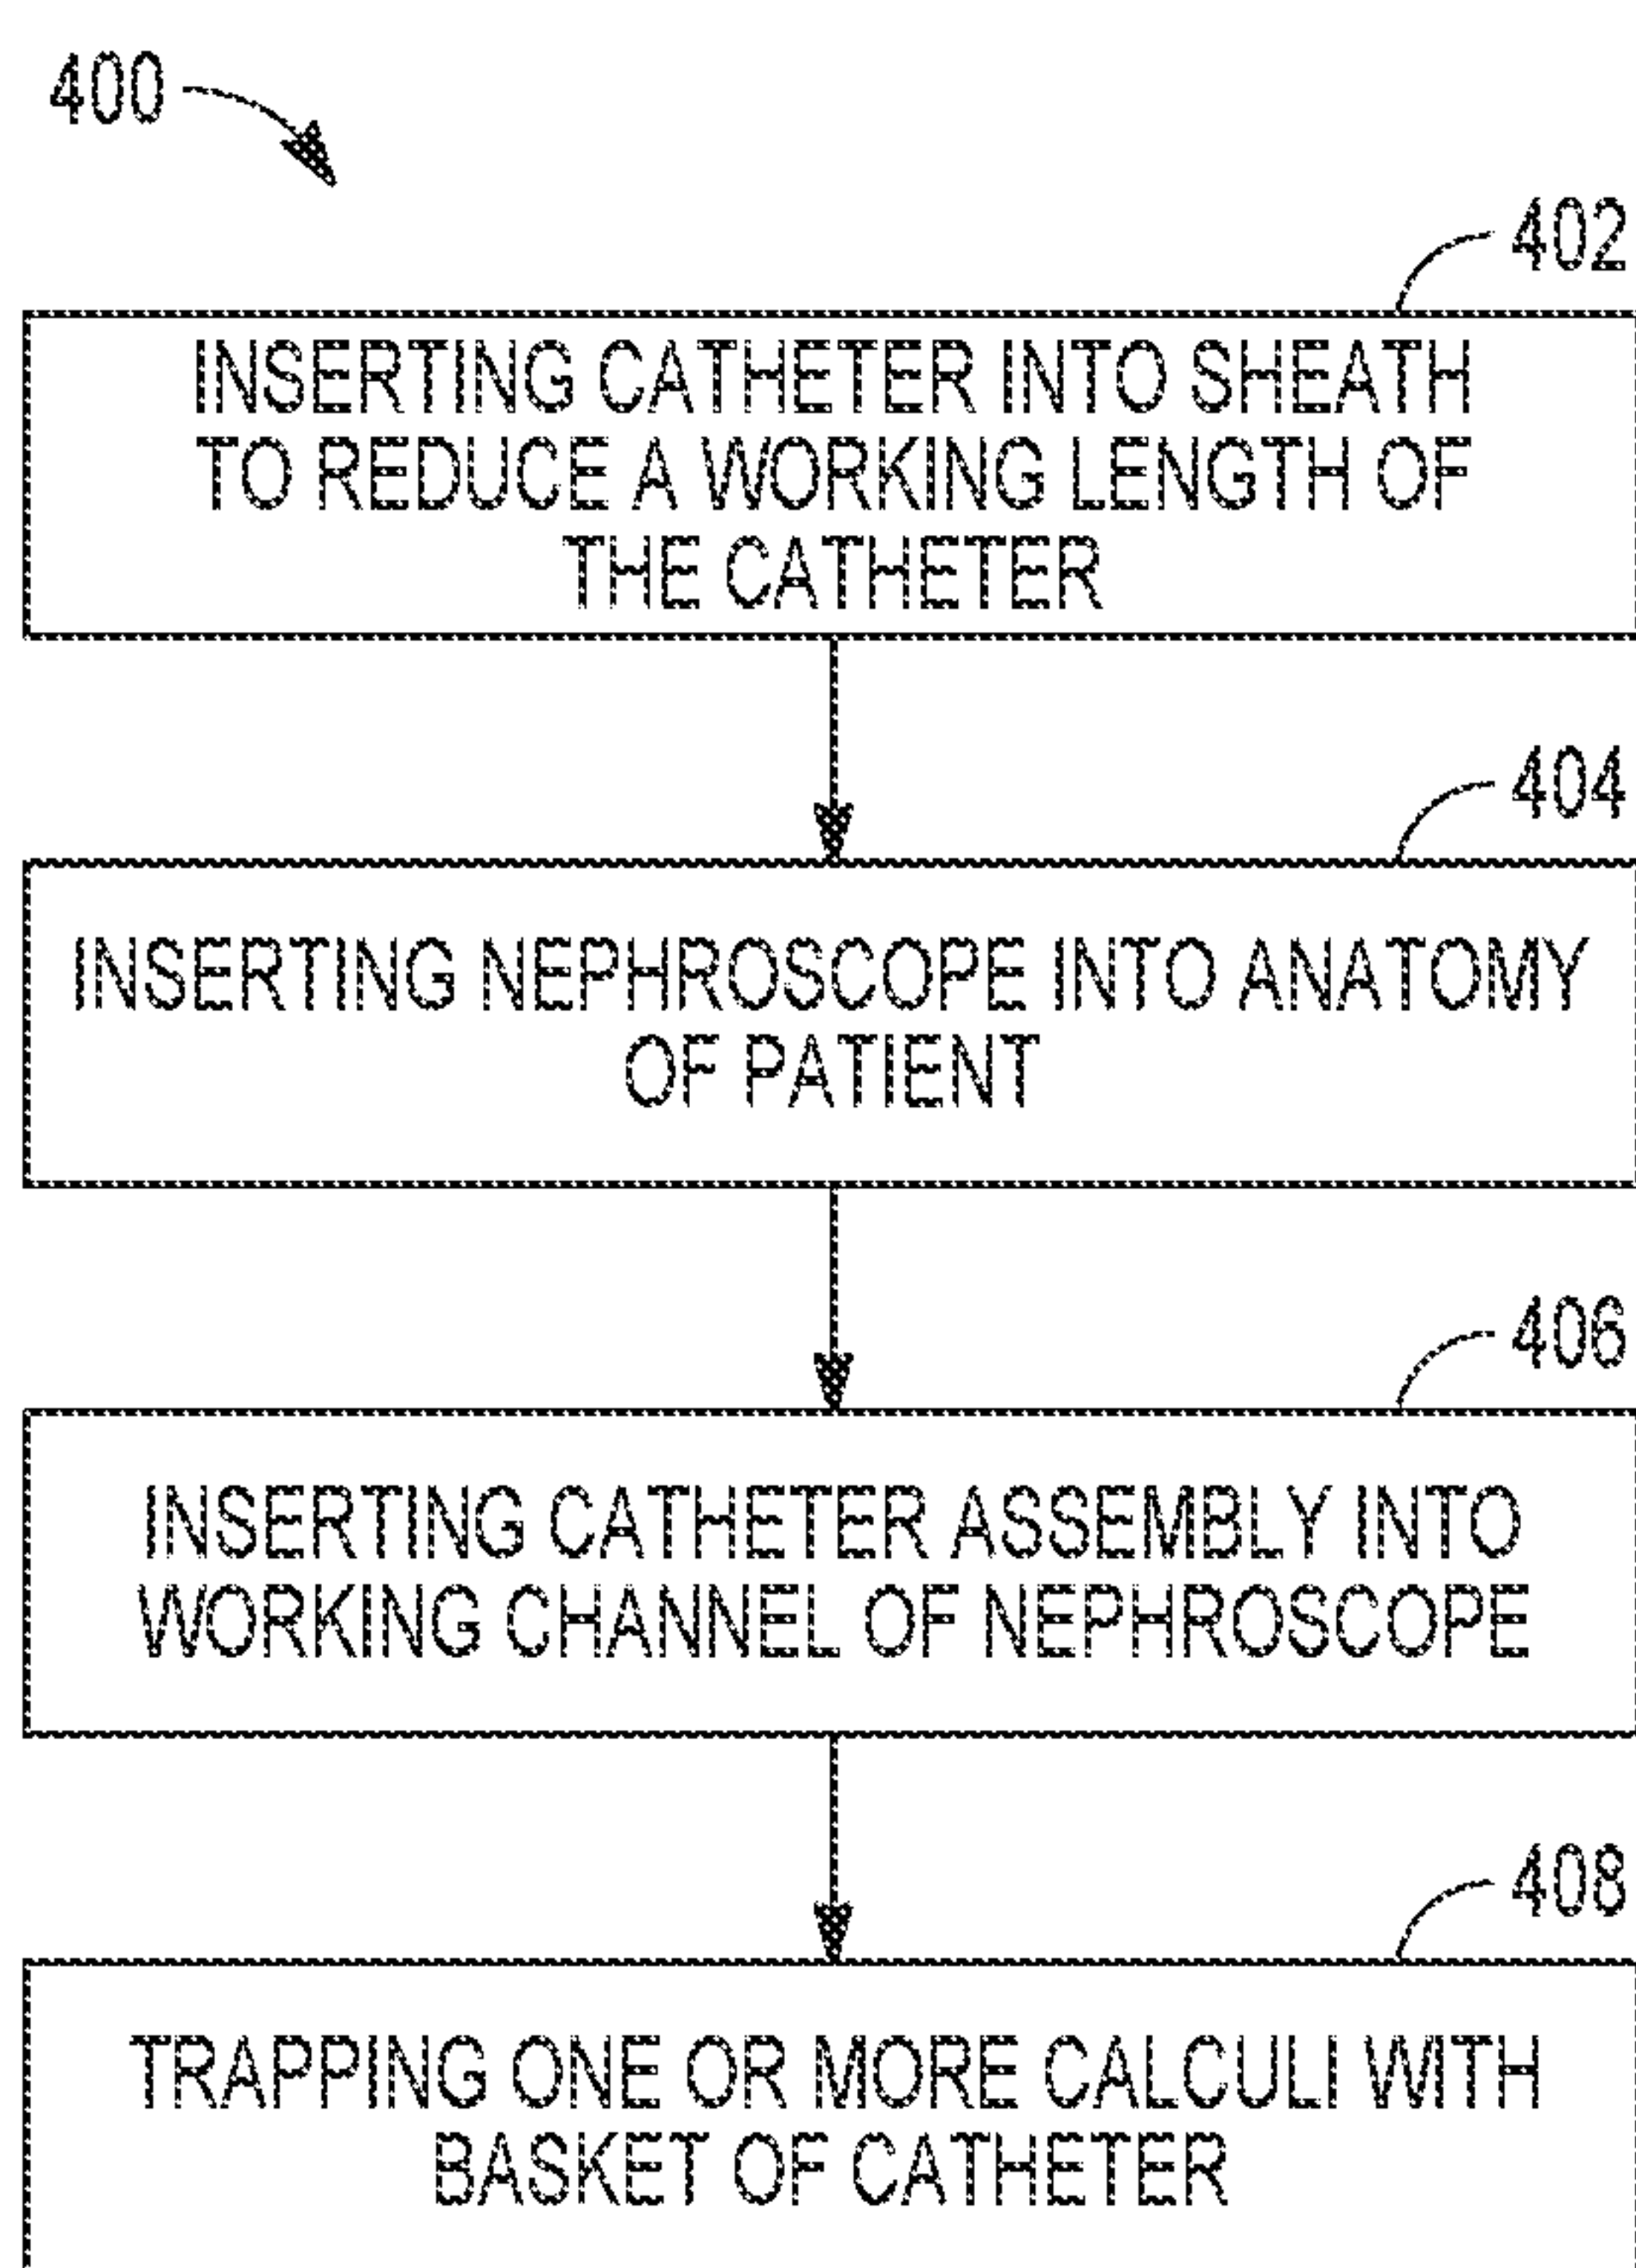 400
402
INSERTING CATHETER INTO SHEATH
TO REDUCE A WORKING LENGTH OF
THE CATHETER
404
INSERTING NEPHROSCOPE INTO ANATOMY
OF PATIENT
406
INSERTING CATHETER ASSEMBLY INTO
WORKING CHANNEL OF NEPHROSCOPE
408
TRAPPING ONE OR MORE CALCULI WITH
BASKET OF CATHETER